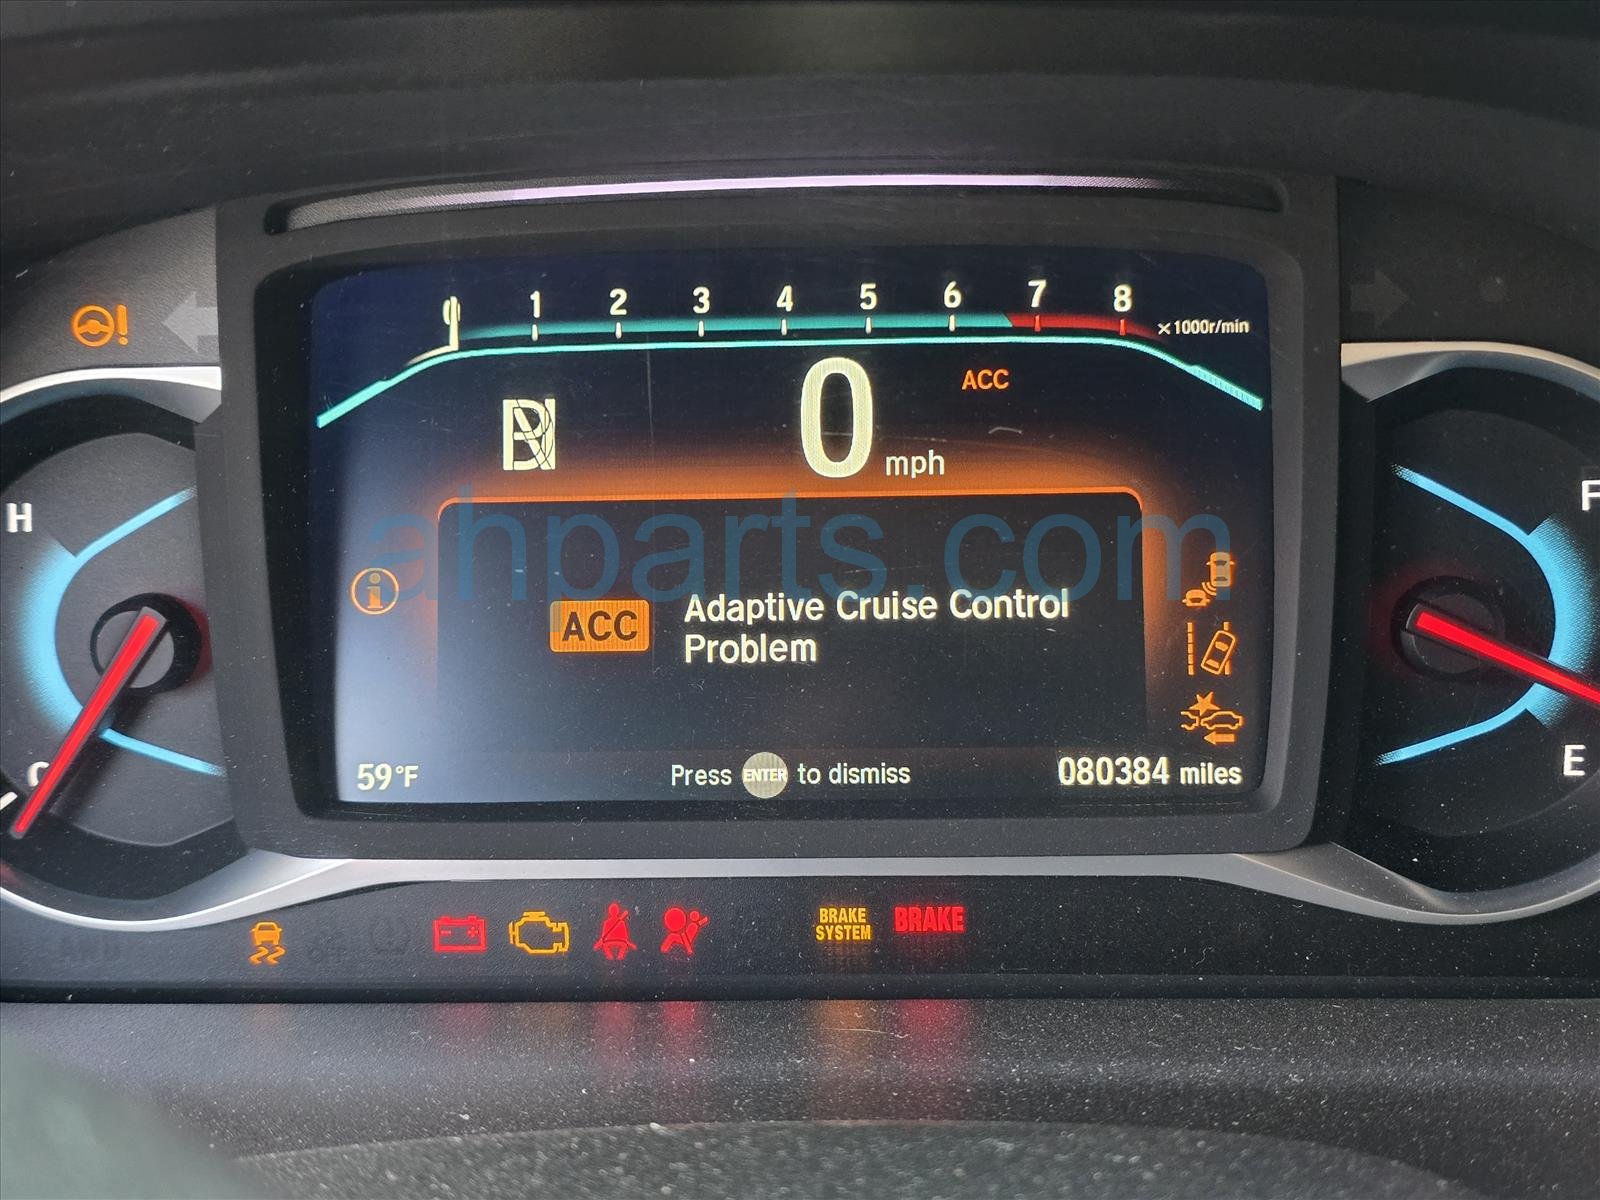 0 1 2 3 4 5 6 7 8
×1000r/min
0 mph
ACC
ahparts.com
H
F
ACC
Adaptive Cruise Control
Problem
C
E
59°F
Press ENTER to dismiss
080384 miles
BRAKE
SYSTEM
BRAKE